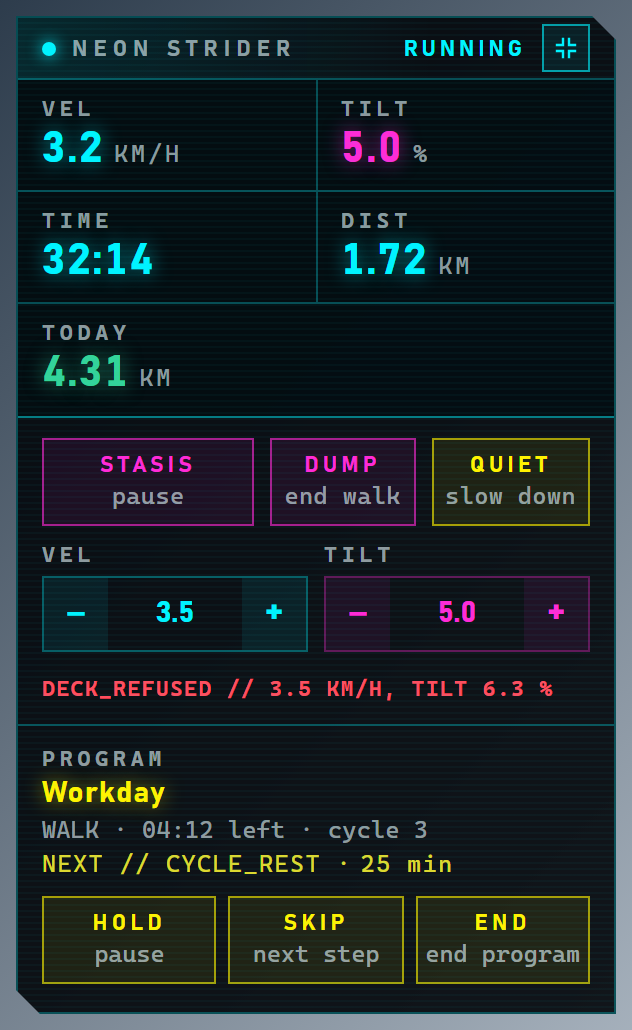 NEON STRIDER RUNNING
VEL TILT
3.2 KM/H 5.0 %
TIME DIST
32:14 1.72 KM
TODAY
4.31 KM
STASIS DUMP QUIET
pause end walk slow down
VEL TILT
– 3.5 + – 5.0 +
DECK_REFUSED // 3.5 KM/H, TILT 6.3 %
PROGRAM
Workday
WALK · 04:12 left · cycle 3
NEXT // CYCLE_REST · 25 min
HOLD SKIP END
pause next step end program